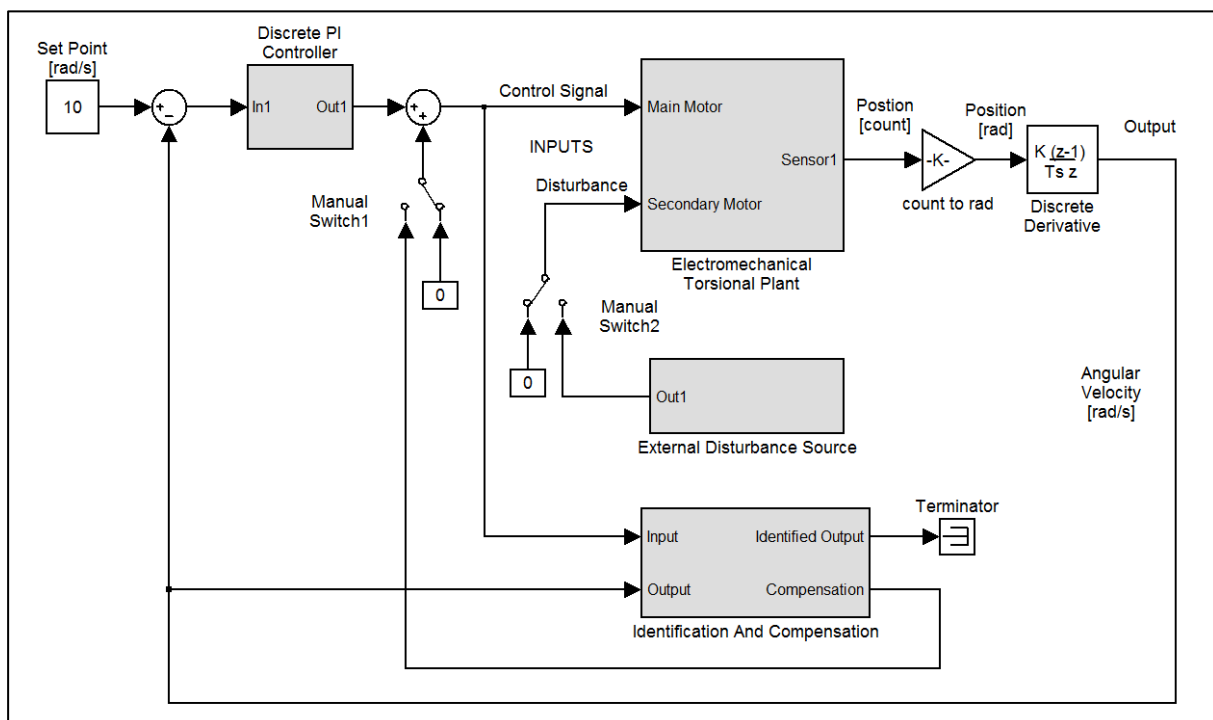 Set Point
[rad/s]
10
+
−
Discrete PI
Controller
In1
Out1
+
+
Control Signal
INPUTS
Disturbance
Manual
Switch1
0
Main Motor
Sensor1
Secondary Motor
Electromechanical
Torsional Plant
Postion
[count]
-K-
count to rad
Position
[rad]
K (z-1)
Ts z
Discrete
Derivative
Output
Manual
Switch2
0
Out1
External Disturbance Source
Angular
Velocity
[rad/s]
Input
Identified Output
Output
Compensation
Identification And Compensation
Terminator